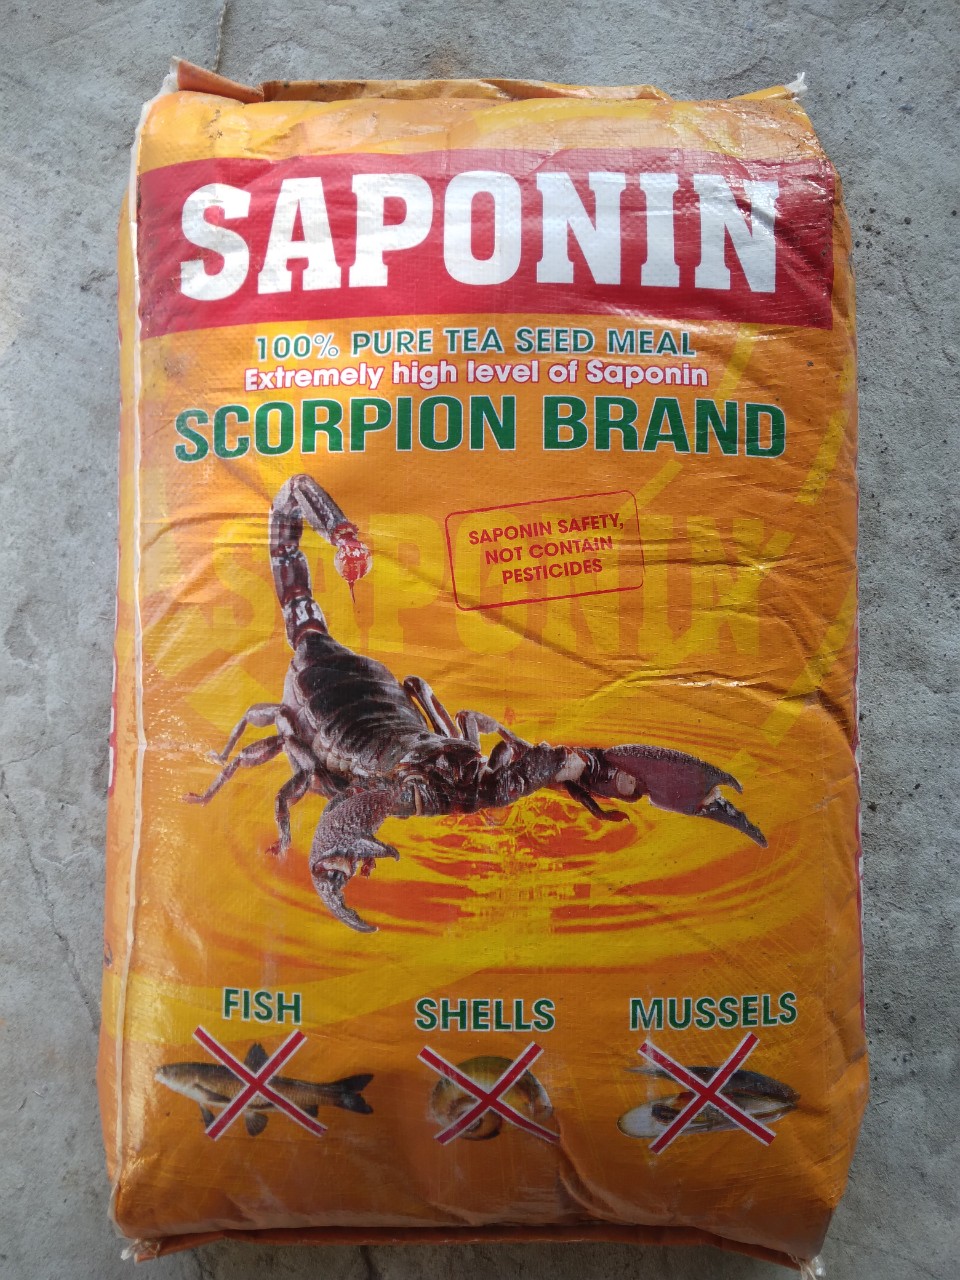 SAPONIN
100% PURE TEA SEED MEAL
Extremely high level of Saponin
SCORPION BRAND
SAPONIN SAFETY,
NOT CONTAIN
PESTICIDES
SAPONIN
FISH
SHELLS
MUSSELS